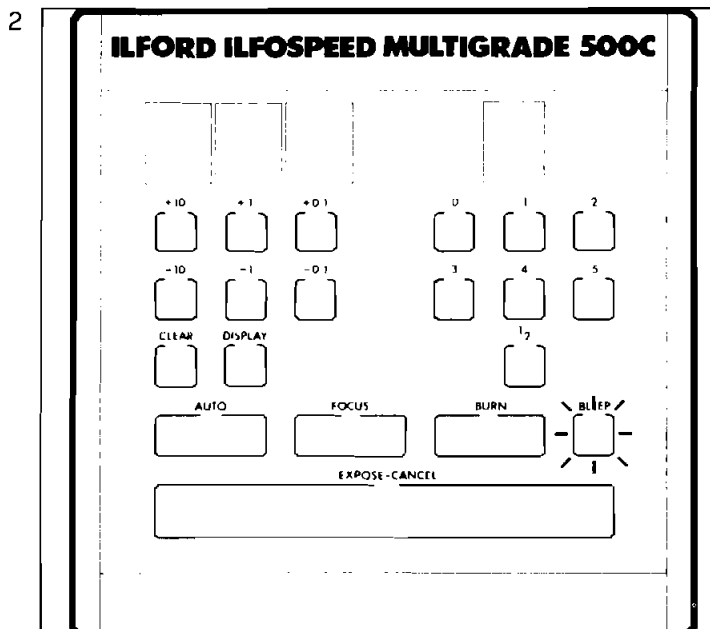 2
ILFORD ILFOSPEED MULTIGRADE 500C
+10 +1 +0.1 0 1 2
-10 -1 -0.1 3 4 5
CLEAR DISPLAY 1/2
AUTO FOCUS BURN BLEEP
EXPOSE-CANCEL